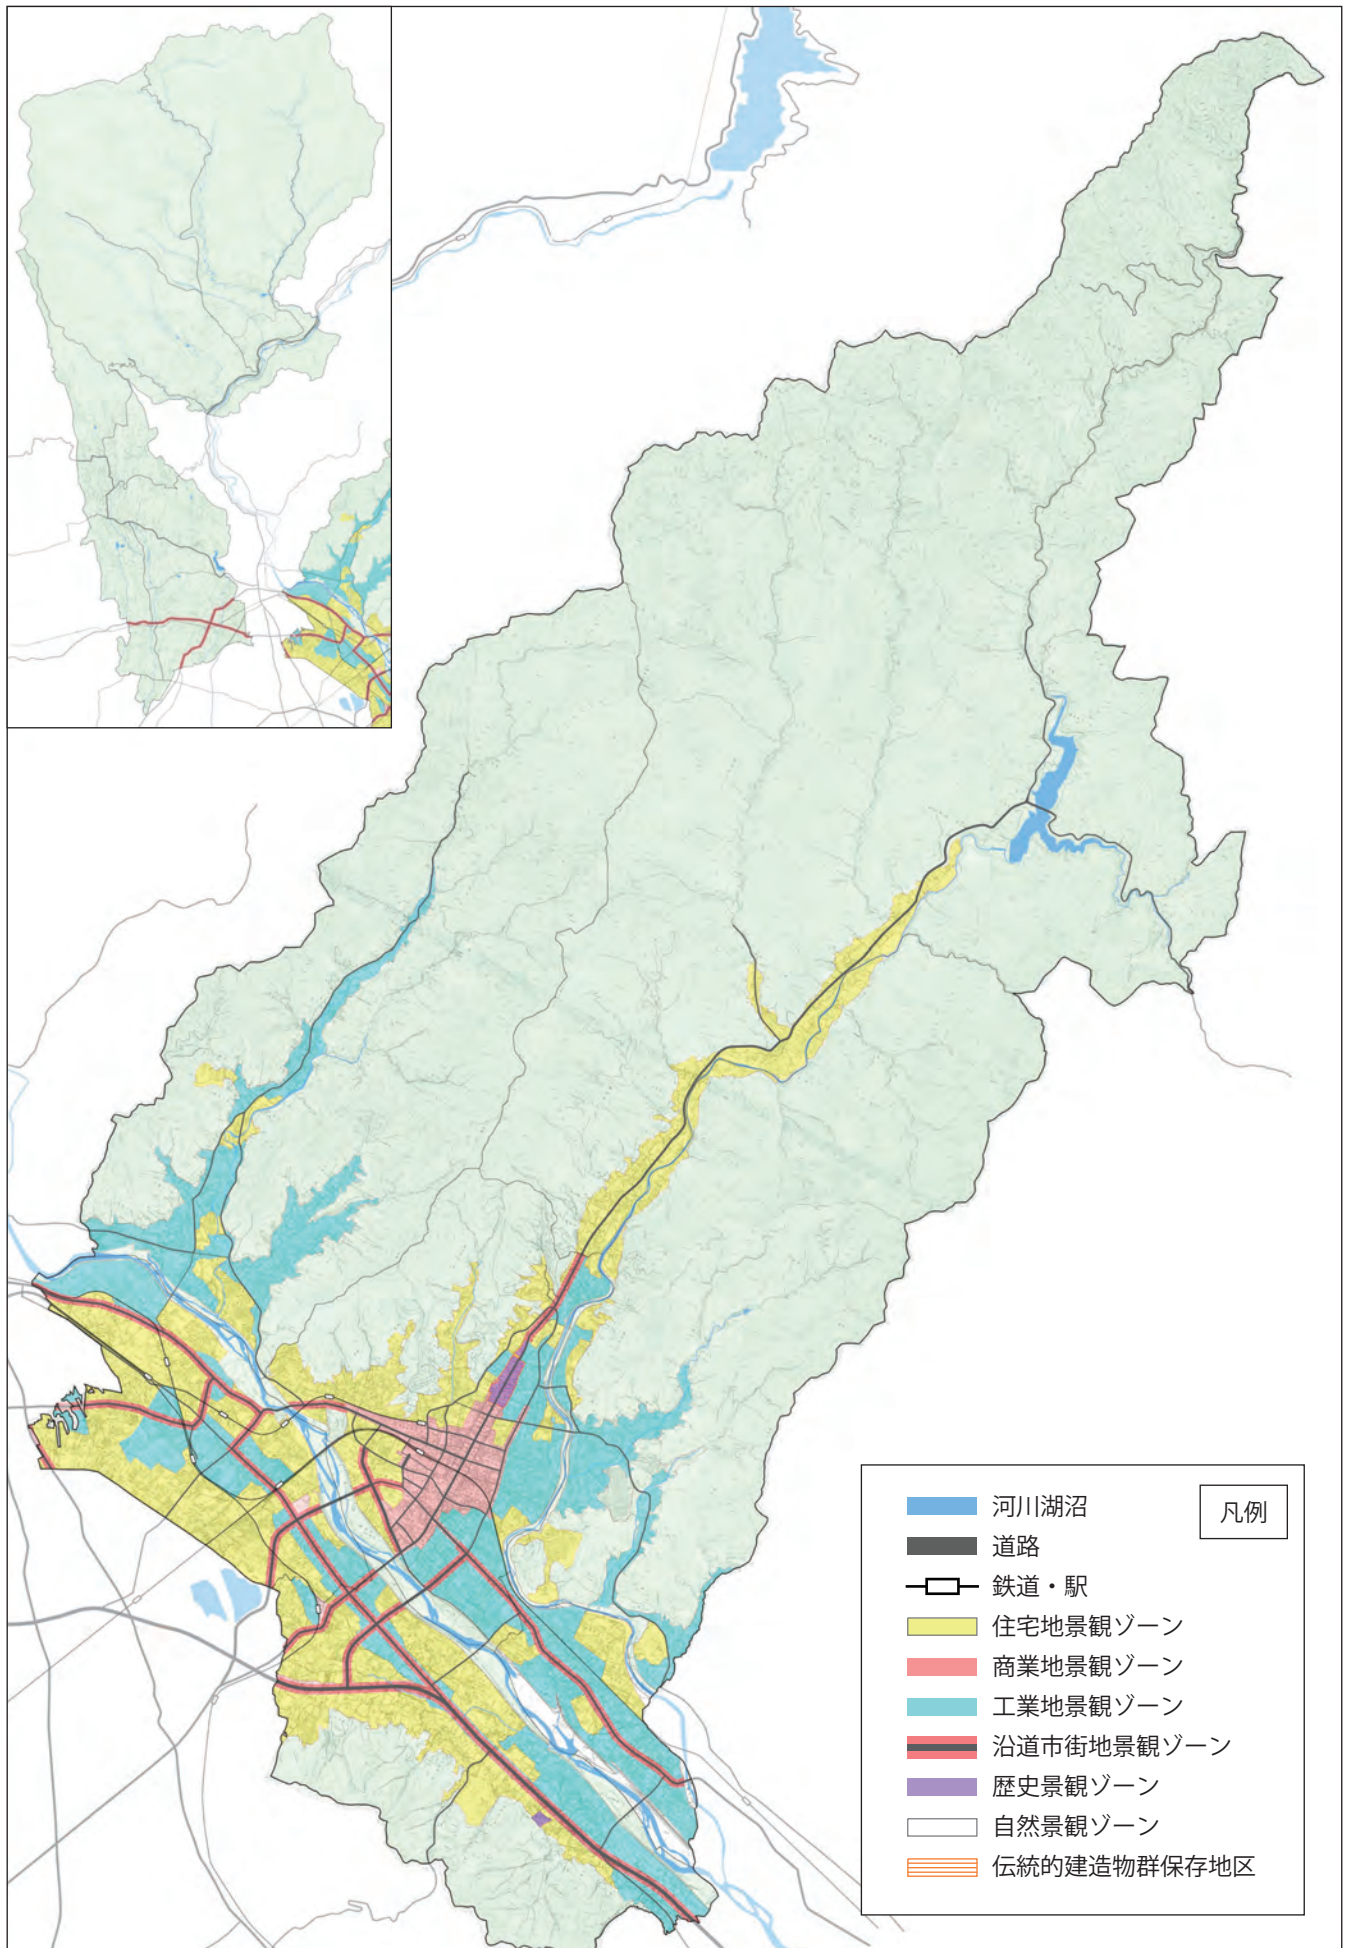 凡例
河川湖沼
道路
鉄道・駅
住宅地景観ゾーン
商業地景観ゾーン
工業地景観ゾーン
沿道市街地景観ゾーン
歴史景観ゾーン
自然景観ゾーン
伝統的建造物群保存地区